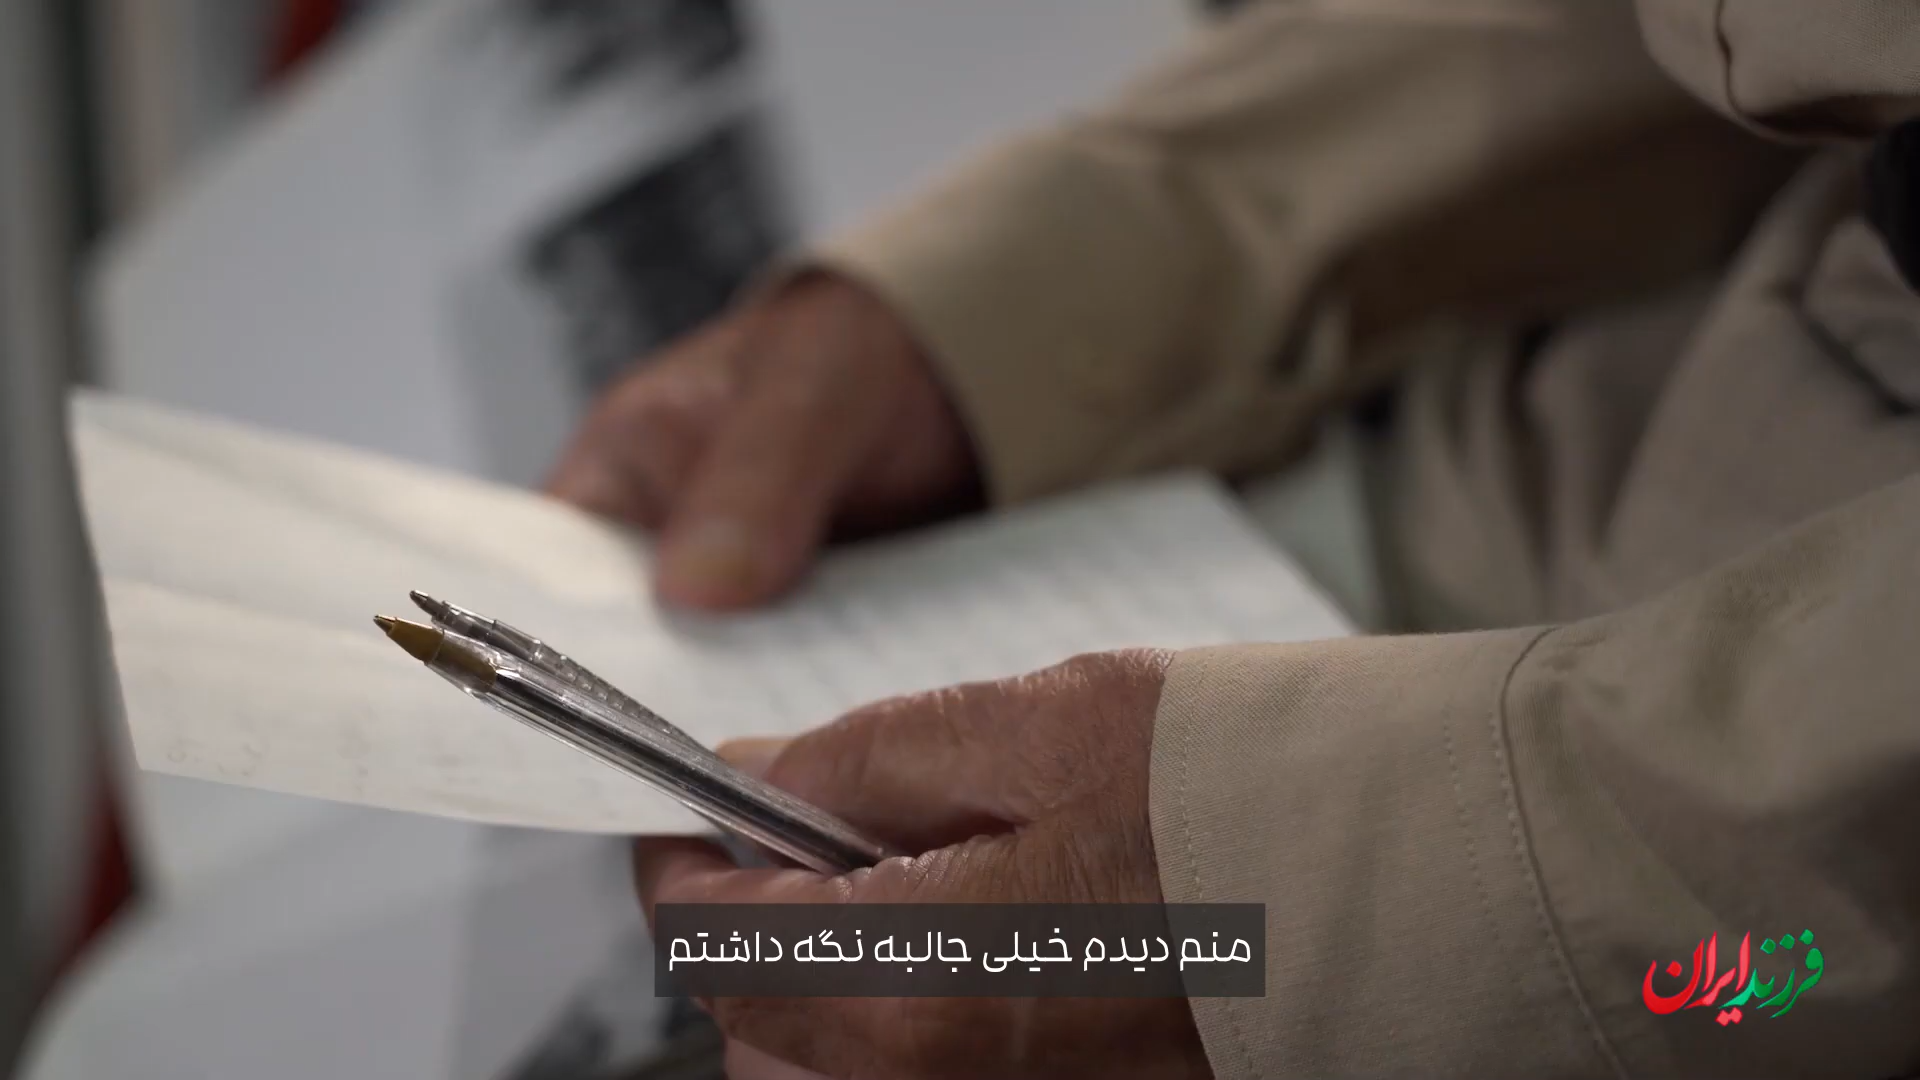 منم دیدم خیلی جالبه نگه داشتم
فرزند ایران